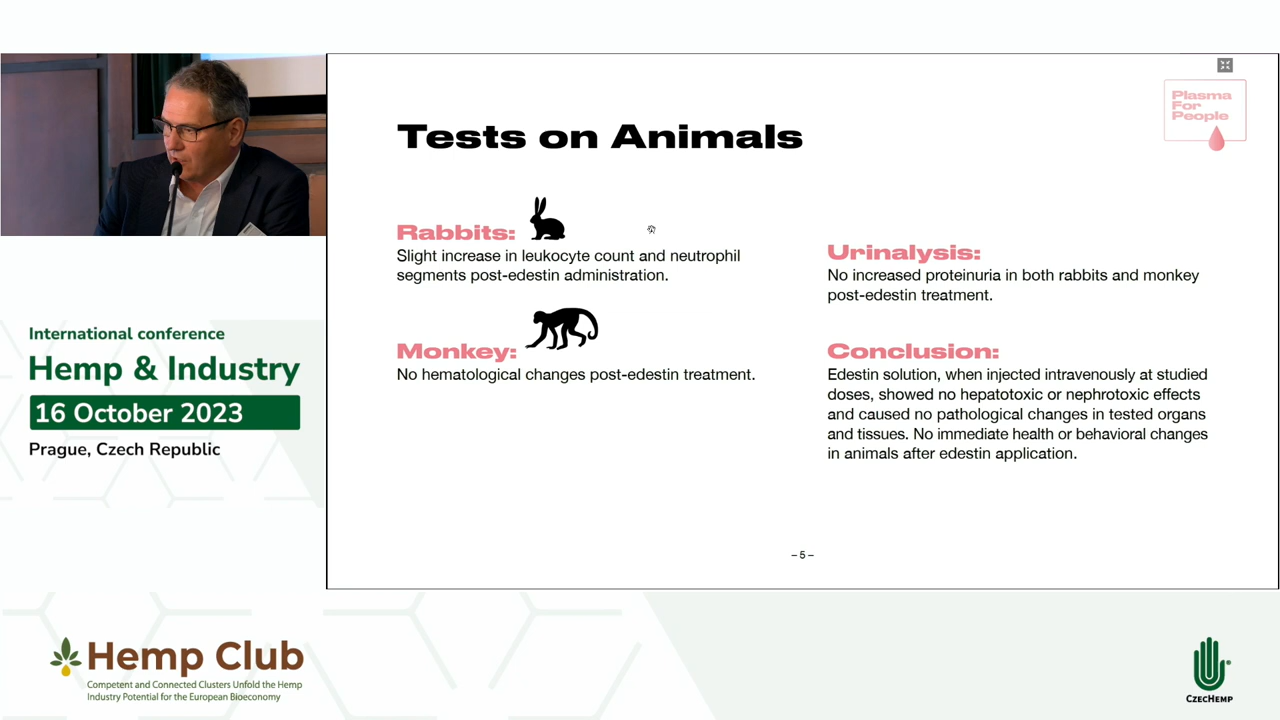 Plasma
For
People
Tests on Animals
Rabbits:
Slight increase in leukocyte count and neutrophil
segments post-edestin administration.
Monkey:
No hematological changes post-edestin treatment.
Urinalysis:
No increased proteinuria in both rabbits and monkey
post-edestin treatment.
Conclusion:
Edestin solution, when injected intravenously at studied
doses, showed no hepatotoxic or nephrotoxic effects
and caused no pathological changes in tested organs
and tissues. No immediate health or behavioral changes
in animals after edestin application.
– 5 –
International conference
Hemp & Industry
16 October 2023
Prague, Czech Republic
Hemp Club
Competent and Connected Clusters Unfold the Hemp
Industry Potential for the European Bioeconomy
CZECHEMP